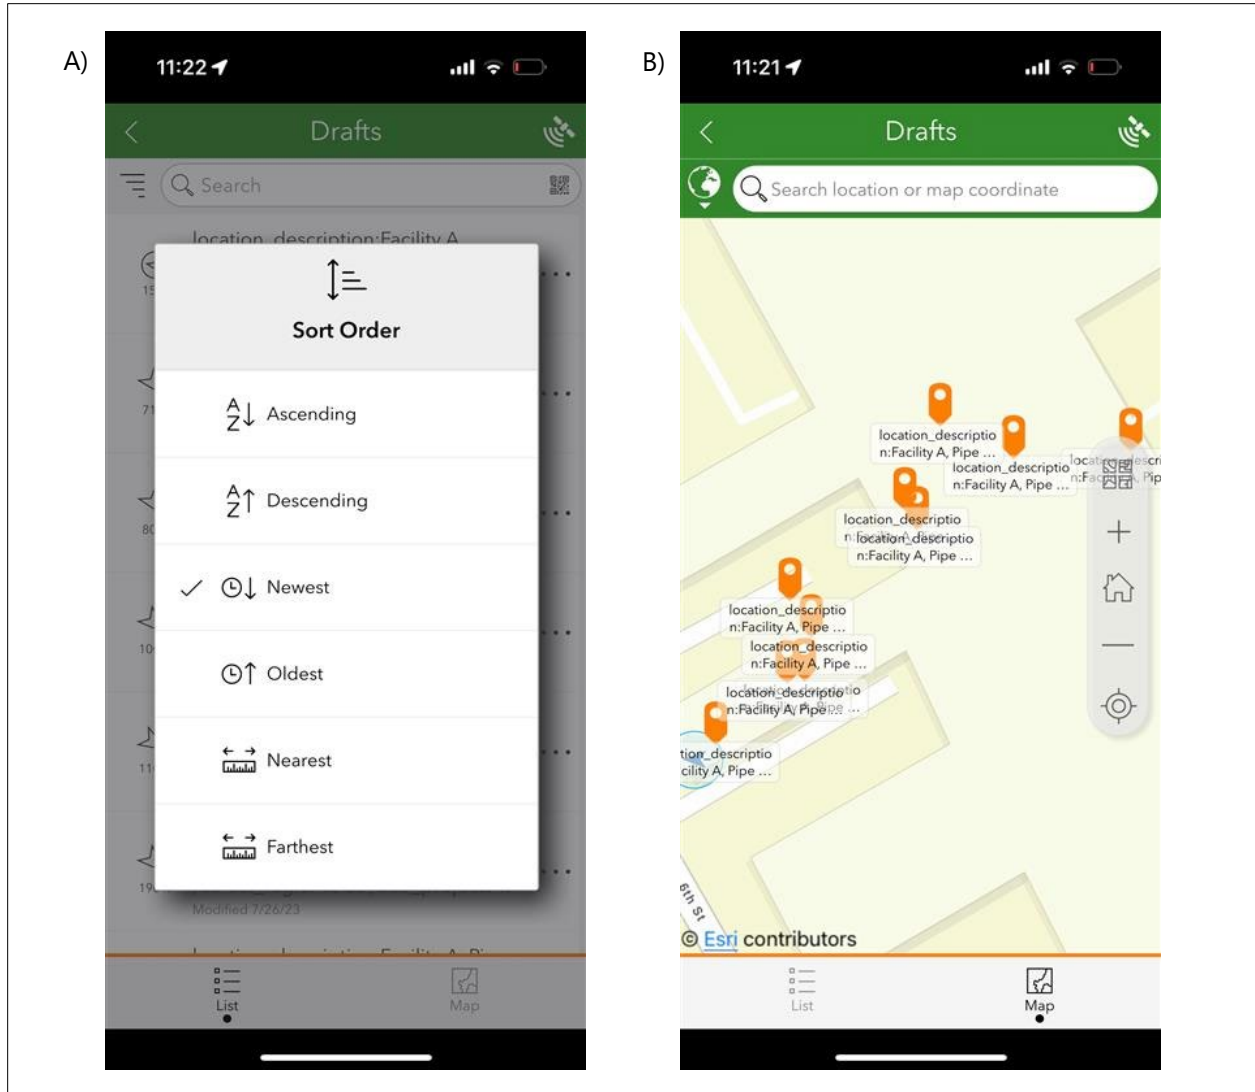 A)
11:22
Drafts
Search
location_description:Facility A
Sort Order
Ascending
Descending
Newest
Oldest
Nearest
Farthest
Modified 7/26/23
List
Map
B)
11:21
Drafts
Search location or map coordinate
location_descriptio
n:Facility A, Pipe ...
location_descriptio
n:Facility A, Pipe ...
location_descriptio
location_descriptio
n:Facility A, Pipe ...
location_descriptio
n:Facility A, Pipe ...
location_descriptio
n:Facility A, Pipe ...
location_descriptio
n:Facility A, Pipe ...
tion_descriptio
cility A, Pipe ...
6th St
© Esri contributors
List
Map